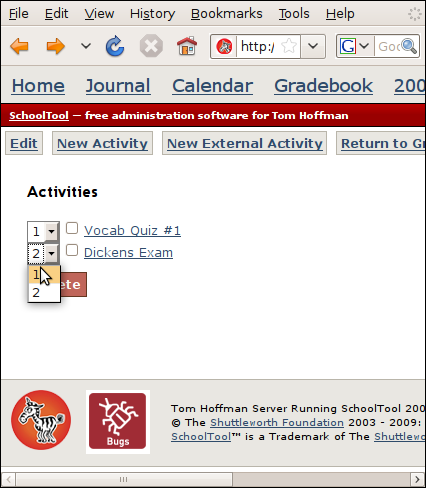 File Edit View History Bookmarks Tools Help
http:/ G Goo
Home Journal Calendar Gradebook 200
SchoolTool — free administration software for Tom Hoffman
Edit New Activity New External Activity Return to Gr
Activities
1 Vocab Quiz #1
2 Dickens Exam
1
ete
2
Tom Hoffman Server Running SchoolTool 200
© The Shuttleworth Foundation 2003 - 2009:
SchoolTool™ is a Trademark of The Shuttlewo
Bugs